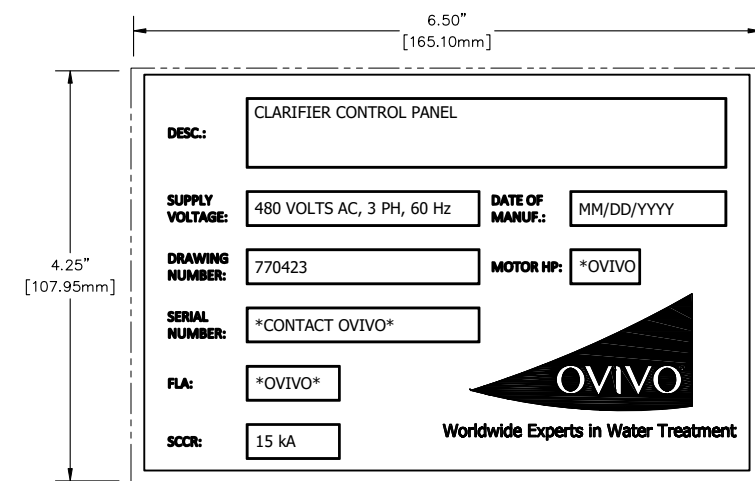 6.50"
[165.10mm]
4.25"
[107.95mm]
DESC.: CLARIFIER CONTROL PANEL
SUPPLY
VOLTAGE: 480 VOLTS AC, 3 PH, 60 Hz
DATE OF
MANUF.: MM/DD/YYYY
DRAWING
NUMBER: 770423
MOTOR HP: *OVIVO
SERIAL
NUMBER: *CONTACT OVIVO*
FLA: *OVIVO*
OVIVO
Worldwide Experts in Water Treatment
SCCR: 15 kA